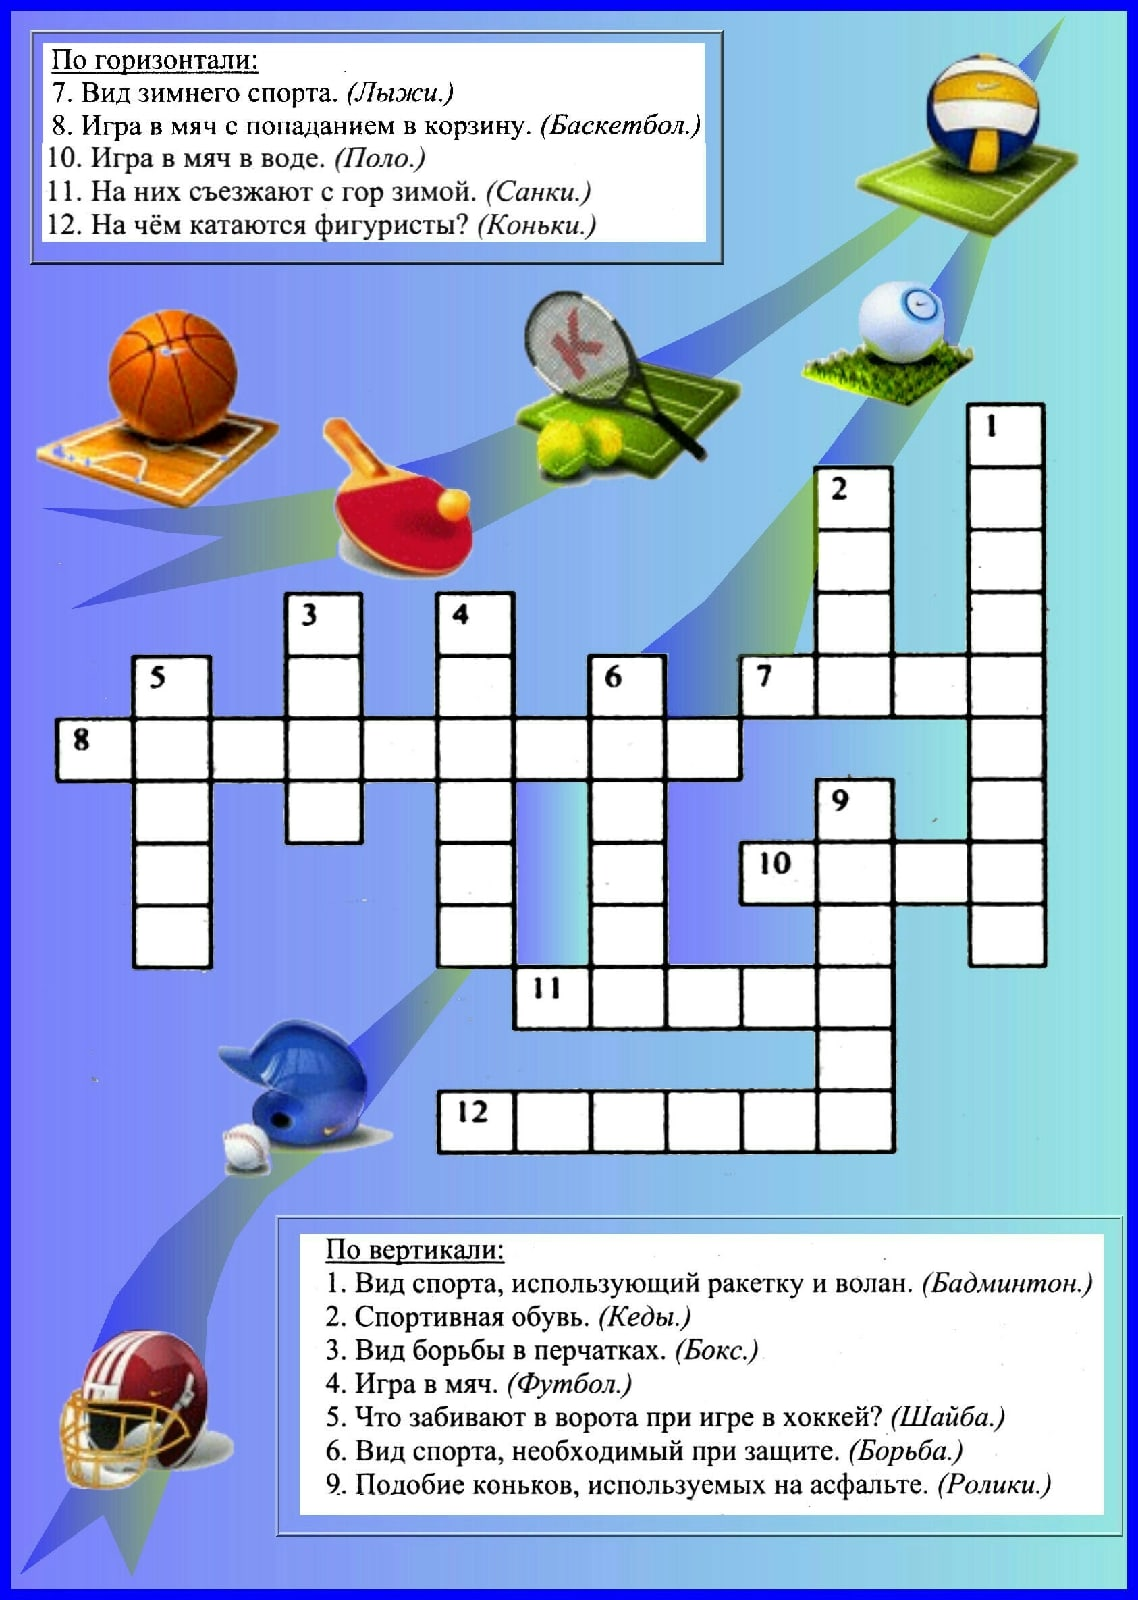 По горизонтали:
7. Вид зимнего спорта. (Лыжи.)
8. Игра в мяч с попаданием в корзину. (Баскетбол.)
10. Игра в мяч в воде. (Поло.)
11. На них съезжают с гор зимой. (Санки.)
12. На чём катаются фигуристы? (Коньки.)
K
1
2
3
4
5
6
7
8
9
10
11
12
По вертикали:
1. Вид спорта, использующий ракетку и волан. (Бадминтон.)
2. Спортивная обувь. (Кеды.)
3. Вид борьбы в перчатках. (Бокс.)
4. Игра в мяч. (Футбол.)
5. Что забивают в ворота при игре в хоккей? (Шайба.)
6. Вид спорта, необходимый при защите. (Борьба.)
9. Подобие коньков, используемых на асфальте. (Ролики.)